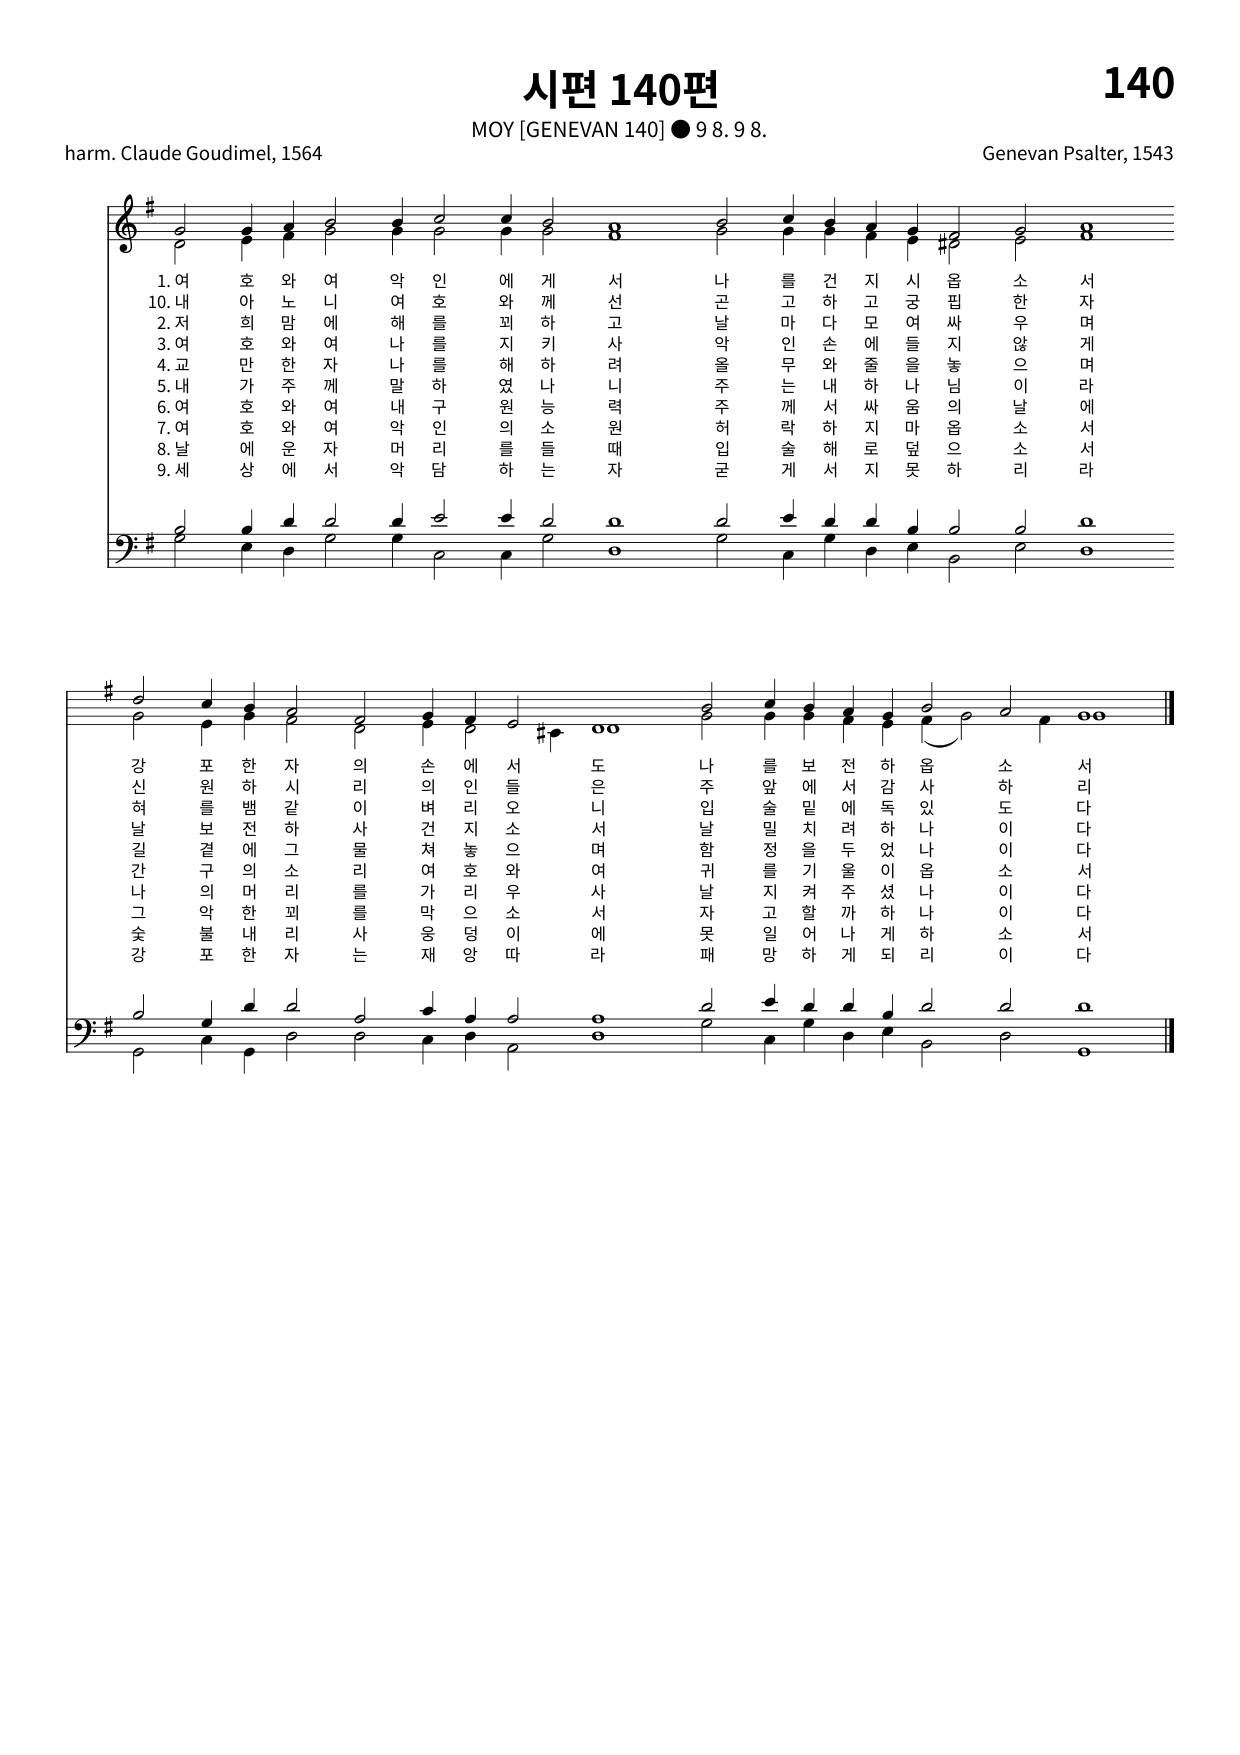 140
시편 140편
MOY [GENEVAN 140] ● 9 8. 9 8.
harm. Claude Goudimel, 1564
Genevan Psalter, 1543
1. 여 호 와 여 악 인 에 게 서 나 를 건 지 시 옵 소 서
10. 내 아 노 니 여 호 와 께 선 곤 고 하 고 궁 핍 한 자
2. 저 희 맘 에 해 를 꾀 하 고 날 마 다 모 여 싸 우 며
3. 여 호 와 여 나 를 지 키 사 악 인 손 에 들 지 않 게
4. 교 만 한 자 나 를 해 하 려 올 무 와 줄 을 놓 으 며
5. 내 가 주 께 말 하 였 나 니 주 는 내 하 나 님 이 라
6. 여 호 와 여 내 구 원 능 력 주 께 서 싸 움 의 날 에
7. 여 호 와 여 악 인 의 소 원 허 락 하 지 마 옵 소 서
8. 날 에 운 자 머 리 를 들 때 입 술 해 로 덮 으 소 서
9. 세 상 에 서 악 담 하 는 자 굳 게 서 지 못 하 리 라
강 포 한 자 의 손 에 서 도 나 를 보 전 하 옵 소 서
신 원 하 시 리 의 인 들 은 주 앞 에 서 감 사 하 리
혀 를 뱀 같 이 벼 리 오 니 입 술 밑 에 독 있 도 다
날 보 전 하 사 건 지 소 서 날 밀 치 려 하 나 이 다
길 곁 에 그 물 쳐 놓 으 며 함 정 을 두 었 나 이 다
간 구 의 소 리 여 호 와 여 귀 를 기 울 이 옵 소 서
나 의 머 리 를 가 리 우 사 날 지 켜 주 셨 나 이 다
그 악 한 꾀 를 막 으 소 서 자 고 할 까 하 나 이 다
숯 불 내 리 사 웅 덩 이 에 못 일 어 나 게 하 소 서
강 포 한 자 는 재 앙 따 라 패 망 하 게 되 리 이 다